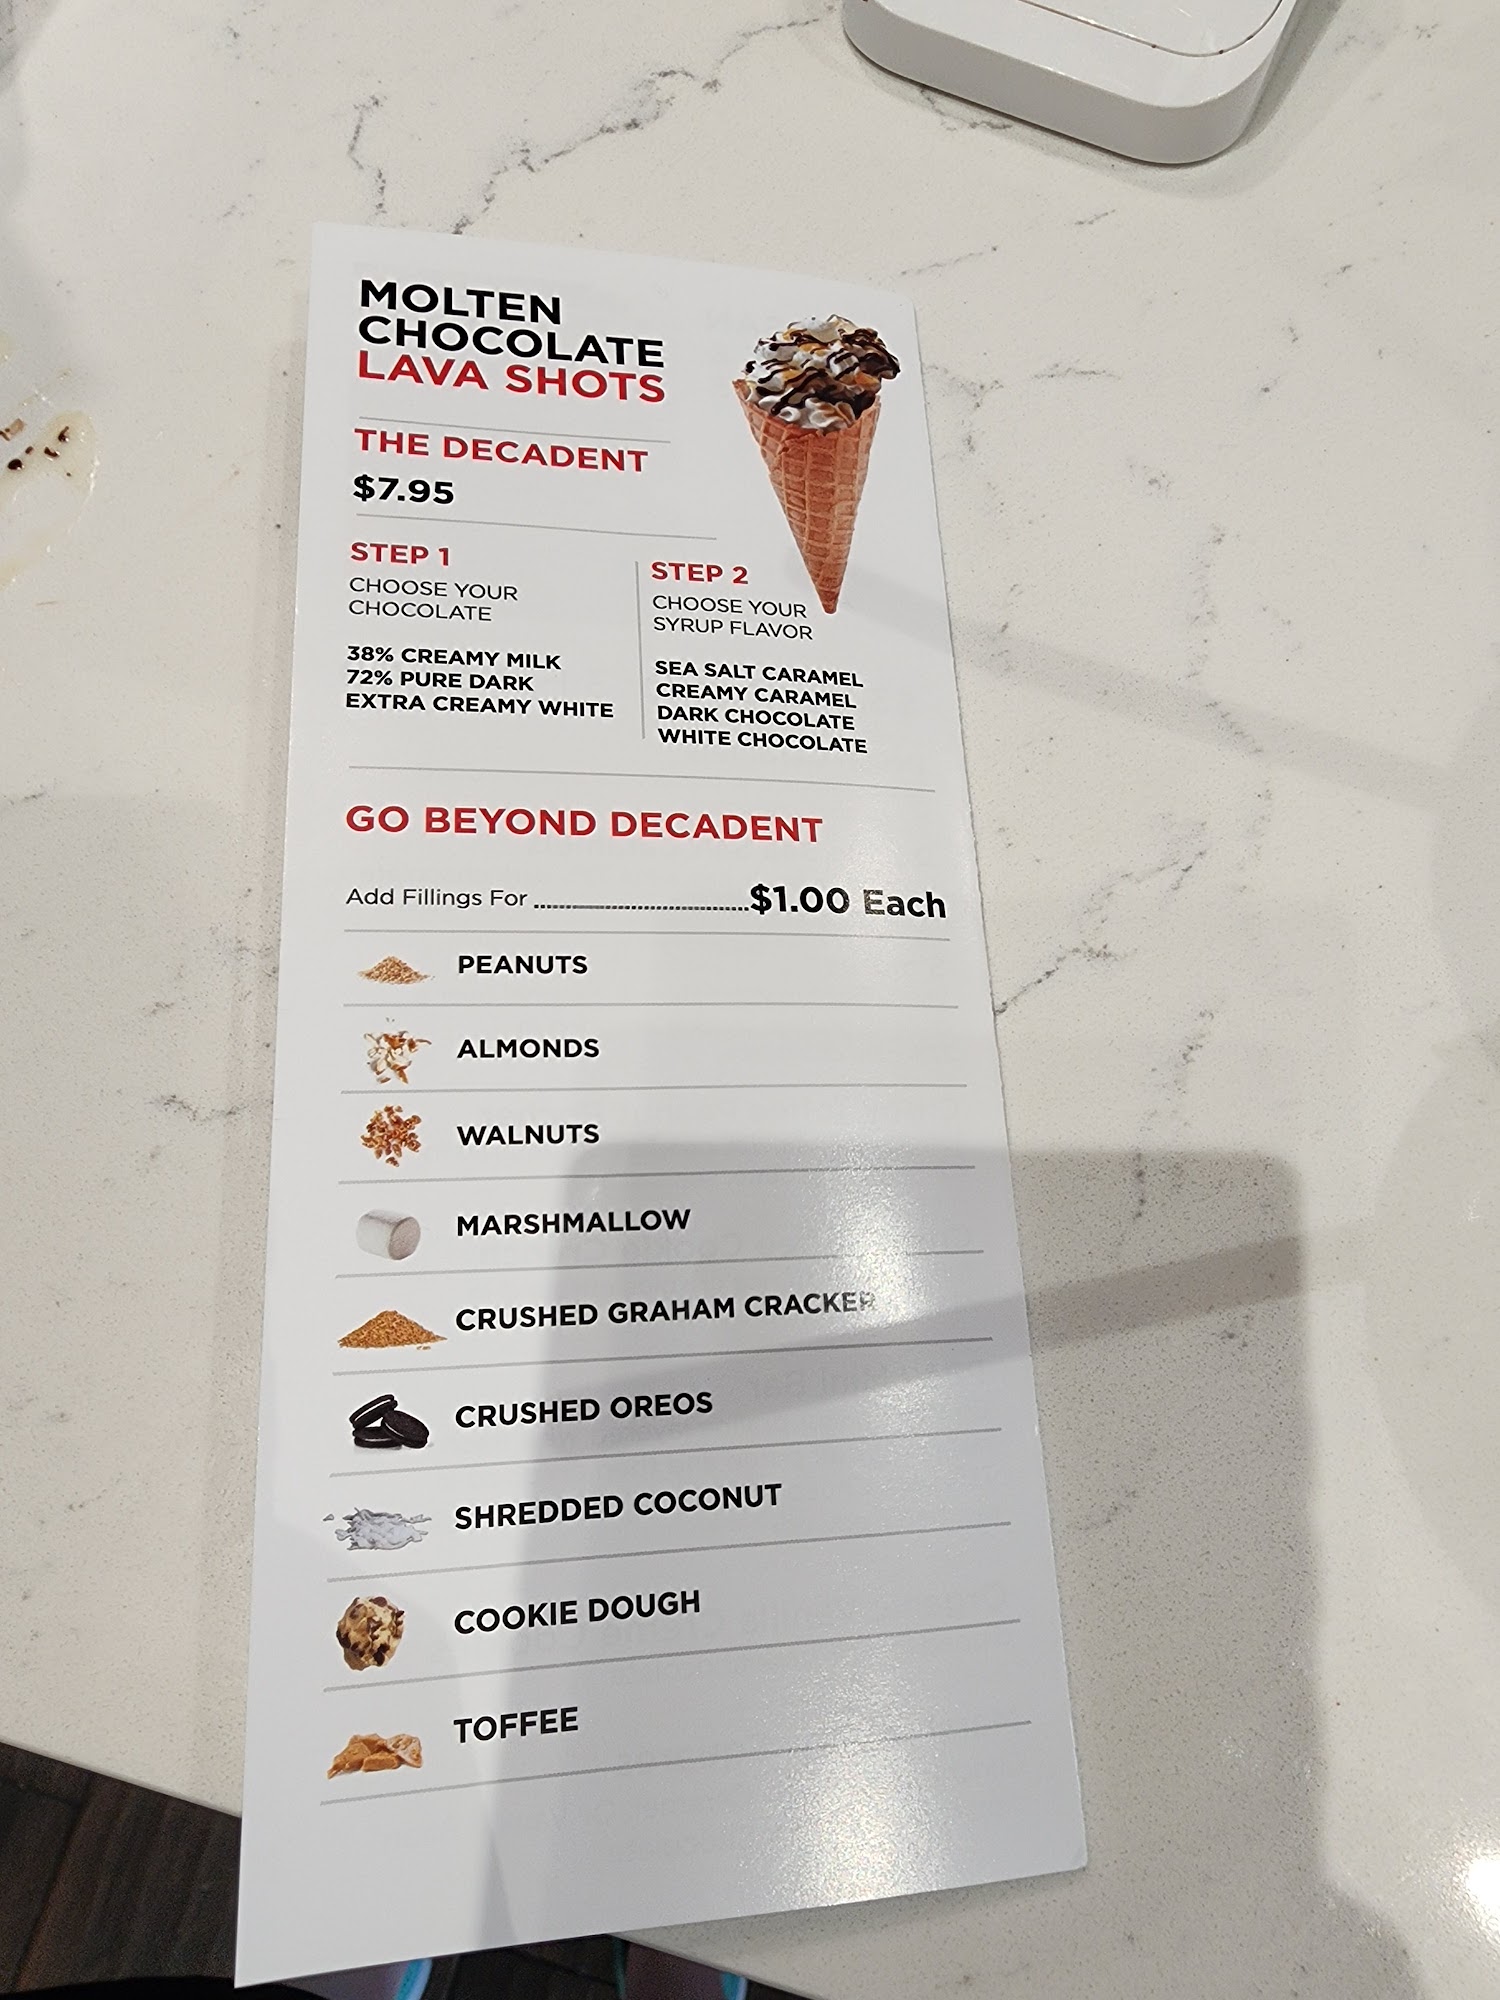 MOLTEN
CHOCOLATE
LAVA SHOTS
THE DECADENT
$7.95
STEP 1
CHOOSE YOUR
CHOCOLATE
38% CREAMY MILK
72% PURE DARK
EXTRA CREAMY WHITE
STEP 2
CHOOSE YOUR
SYRUP FLAVOR
SEA SALT CARAMEL
CREAMY CARAMEL
DARK CHOCOLATE
WHITE CHOCOLATE
GO BEYOND DECADENT
Add Fillings For ........................................ $1.00 Each
PEANUTS
ALMONDS
WALNUTS
MARSHMALLOW
CRUSHED GRAHAM CRACKER
CRUSHED OREOS
SHREDDED COCONUT
COOKIE DOUGH
TOFFEE